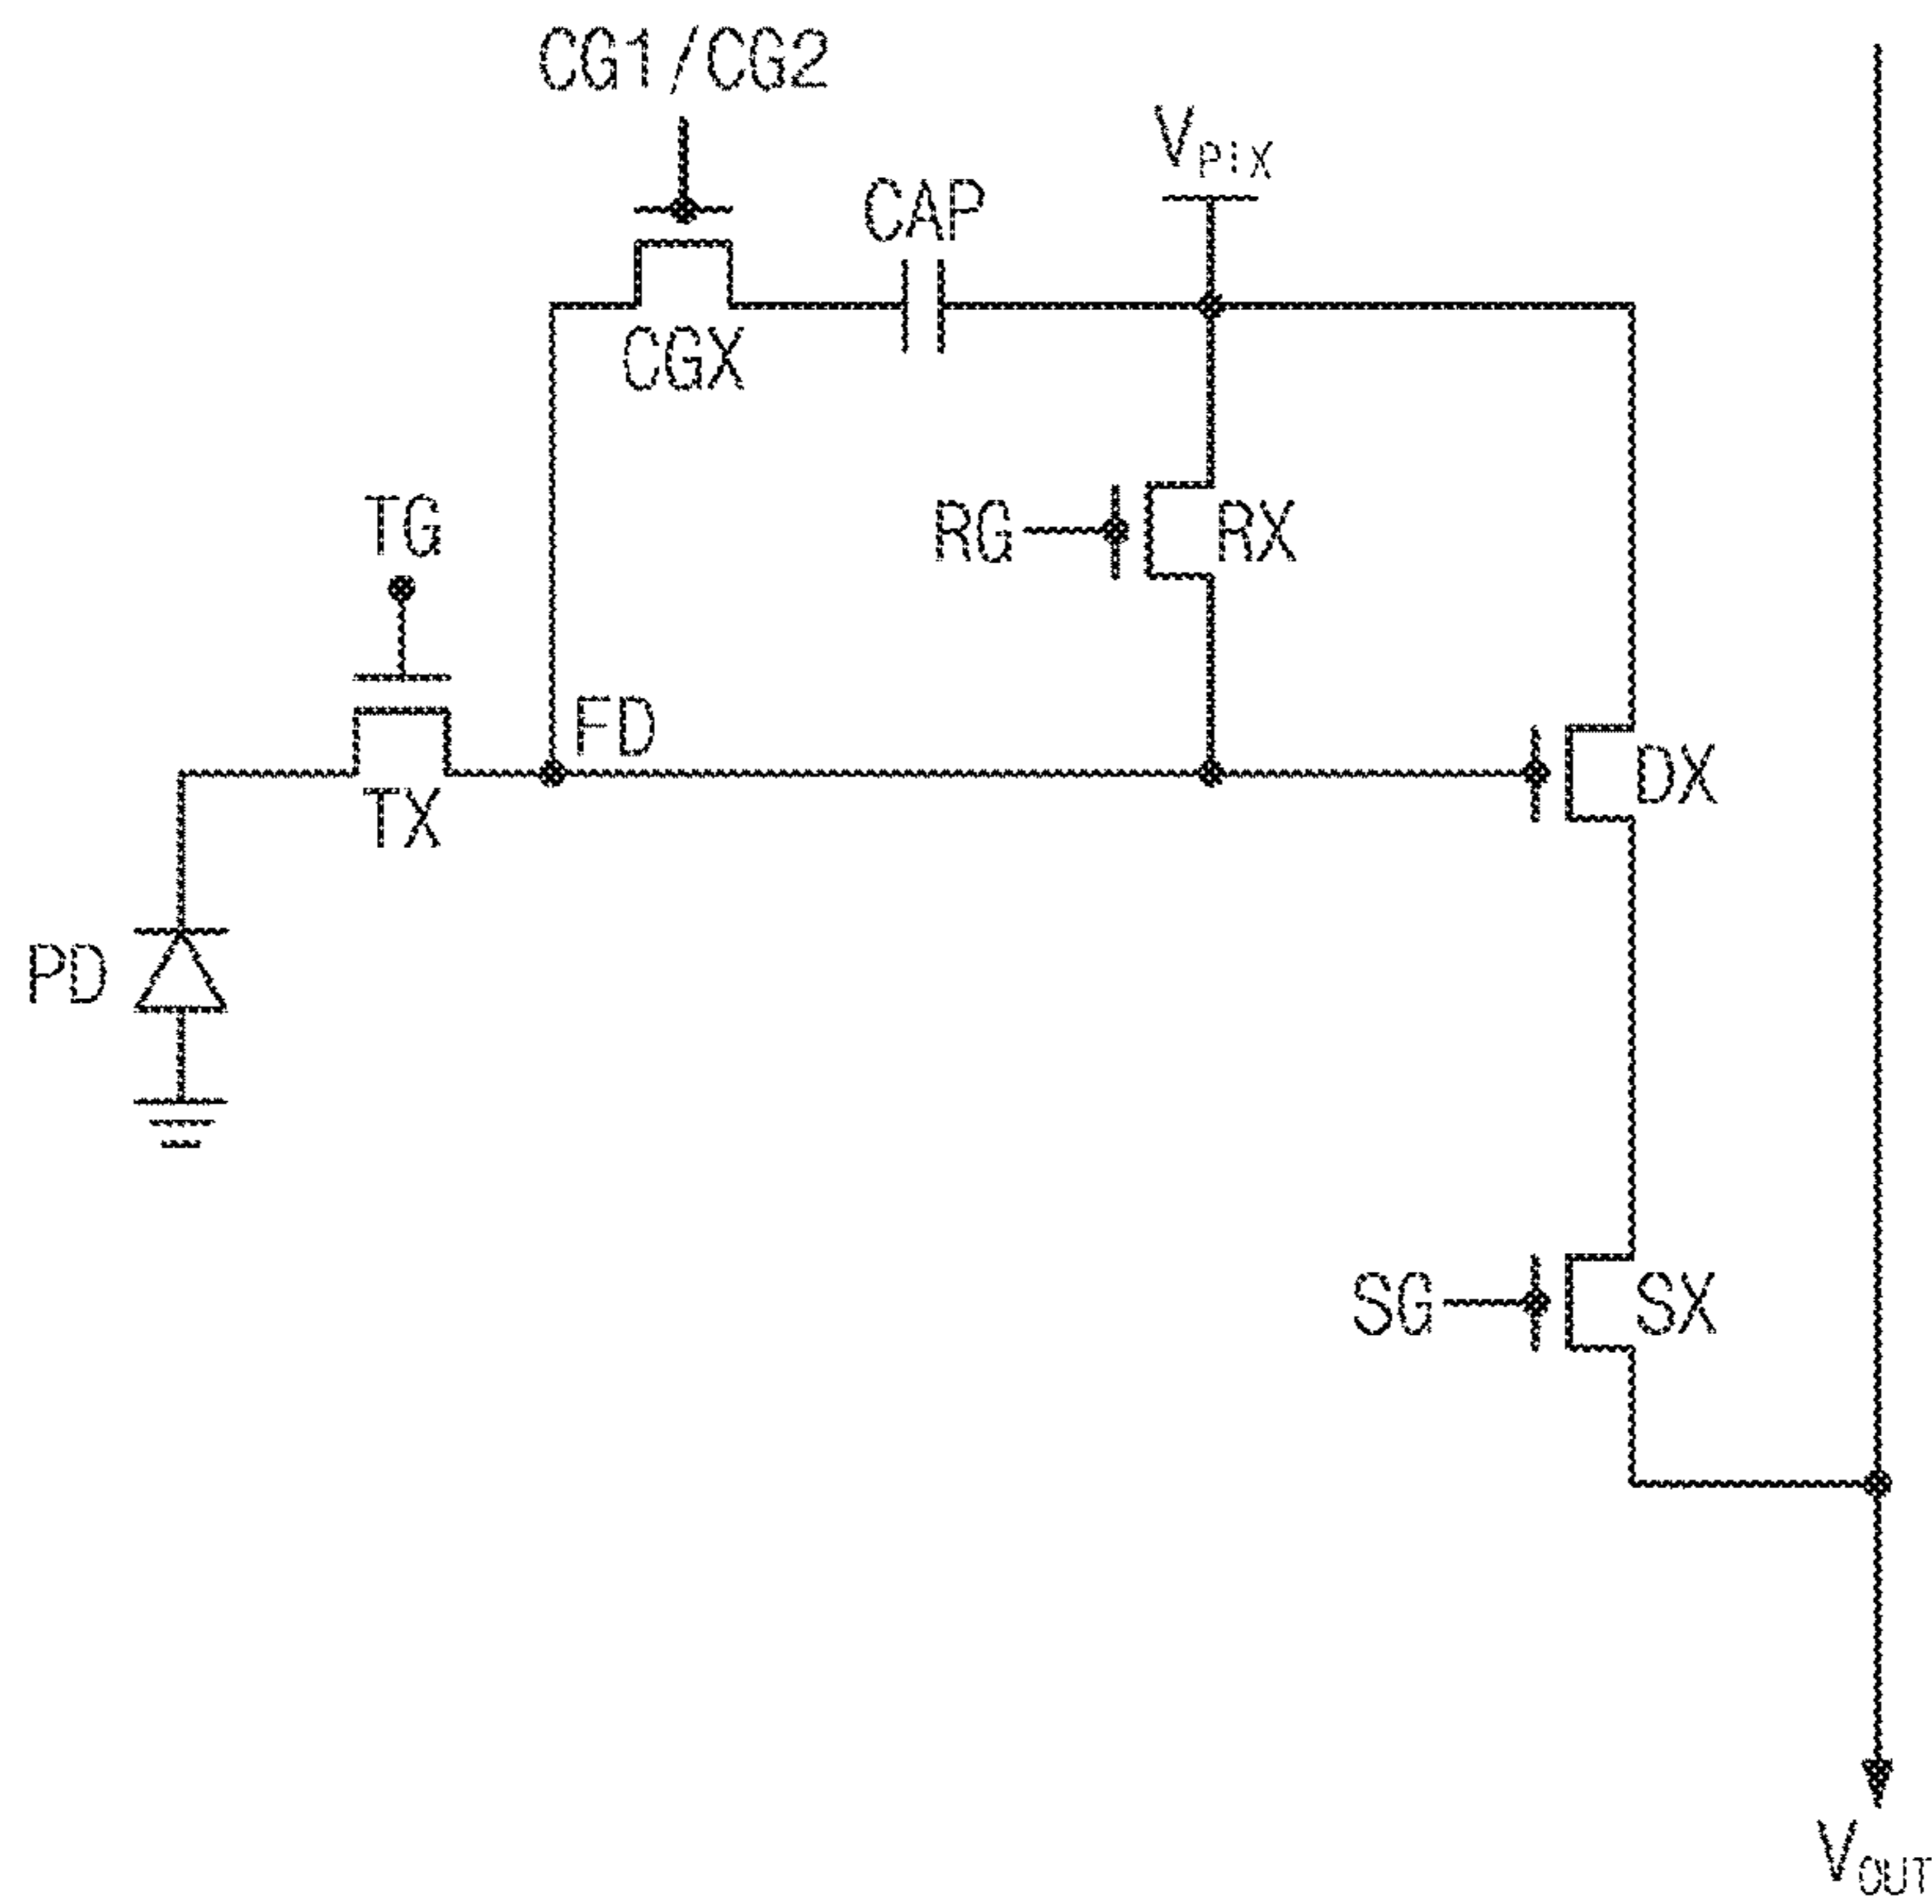 CG1/CG2
VPIX
CAP
CGX
TG
RG
RX
FD
DX
TX
PD
SG
SX
VOUT